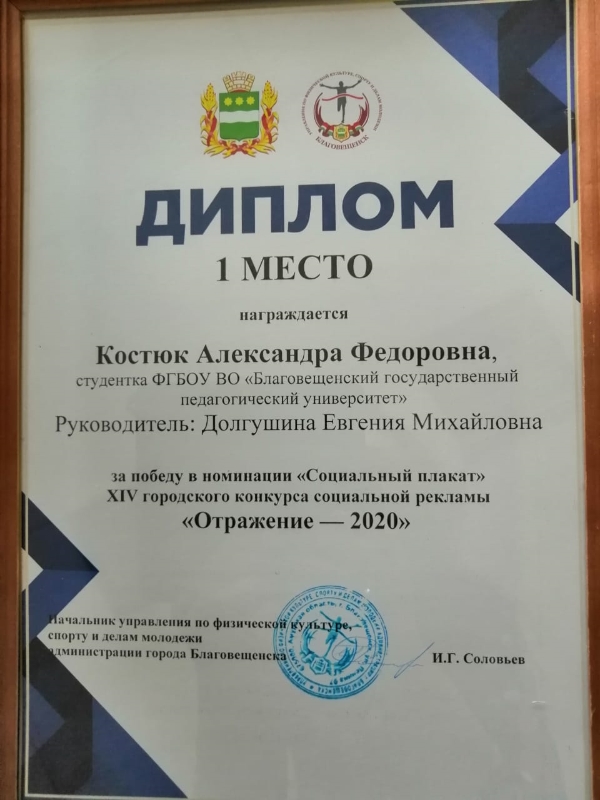 БЛАГОВЕЩЕНСК
ДИПЛОМ
1 МЕСТО
награждается
Костюк Александра Федоровна,
студентка ФГБОУ ВО «Благовещенский государственный
педагогический университет»
Руководитель: Долгушина Евгения Михайловна
за победу в номинации «Социальный плакат»
XIV городского конкурса социальной рекламы
«Отражение — 2020»
Начальник управления по физической культуре,
спорту и делам молодежи
администрации города Благовещенска
И.Г. Соловьев